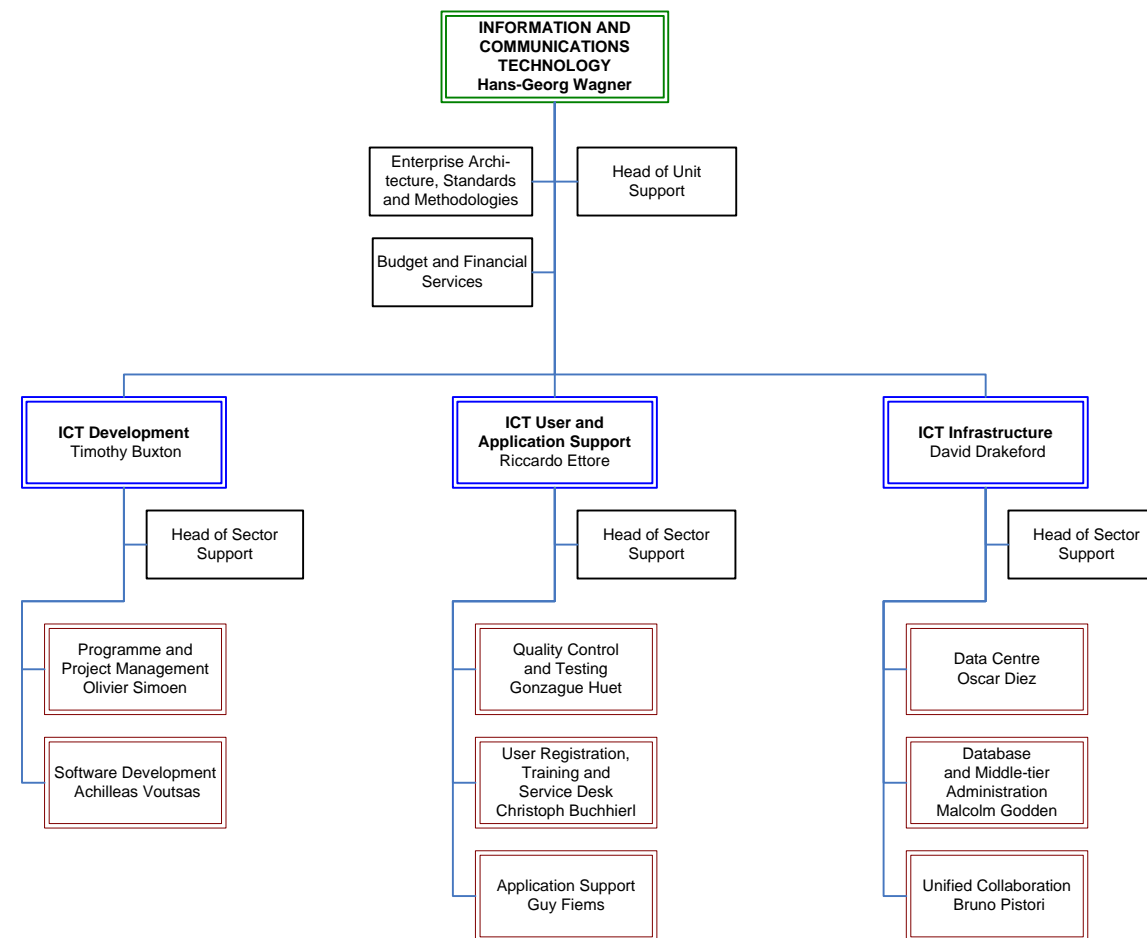 INFORMATION AND
COMMUNICATIONS
TECHNOLOGY
Hans-Georg Wagner
Enterprise Archi-
tecture, Standards
and Methodologies
Head of Unit
Support
Budget and Financial
Services
ICT Development
Timothy Buxton
ICT User and
Application Support
Riccardo Ettore
ICT Infrastructure
David Drakeford
Head of Sector
Support
Head of Sector
Support
Head of Sector
Support
Programme and
Project Management
Olivier Simoen
Quality Control
and Testing
Gonzague Huet
Data Centre
Oscar Diez
Software Development
Achilleas Voutsas
User Registration,
Training and
Service Desk
Christoph Buchhierl
Database
and Middle-tier
Administration
Malcolm Godden
Application Support
Guy Fiems
Unified Collaboration
Bruno Pistori